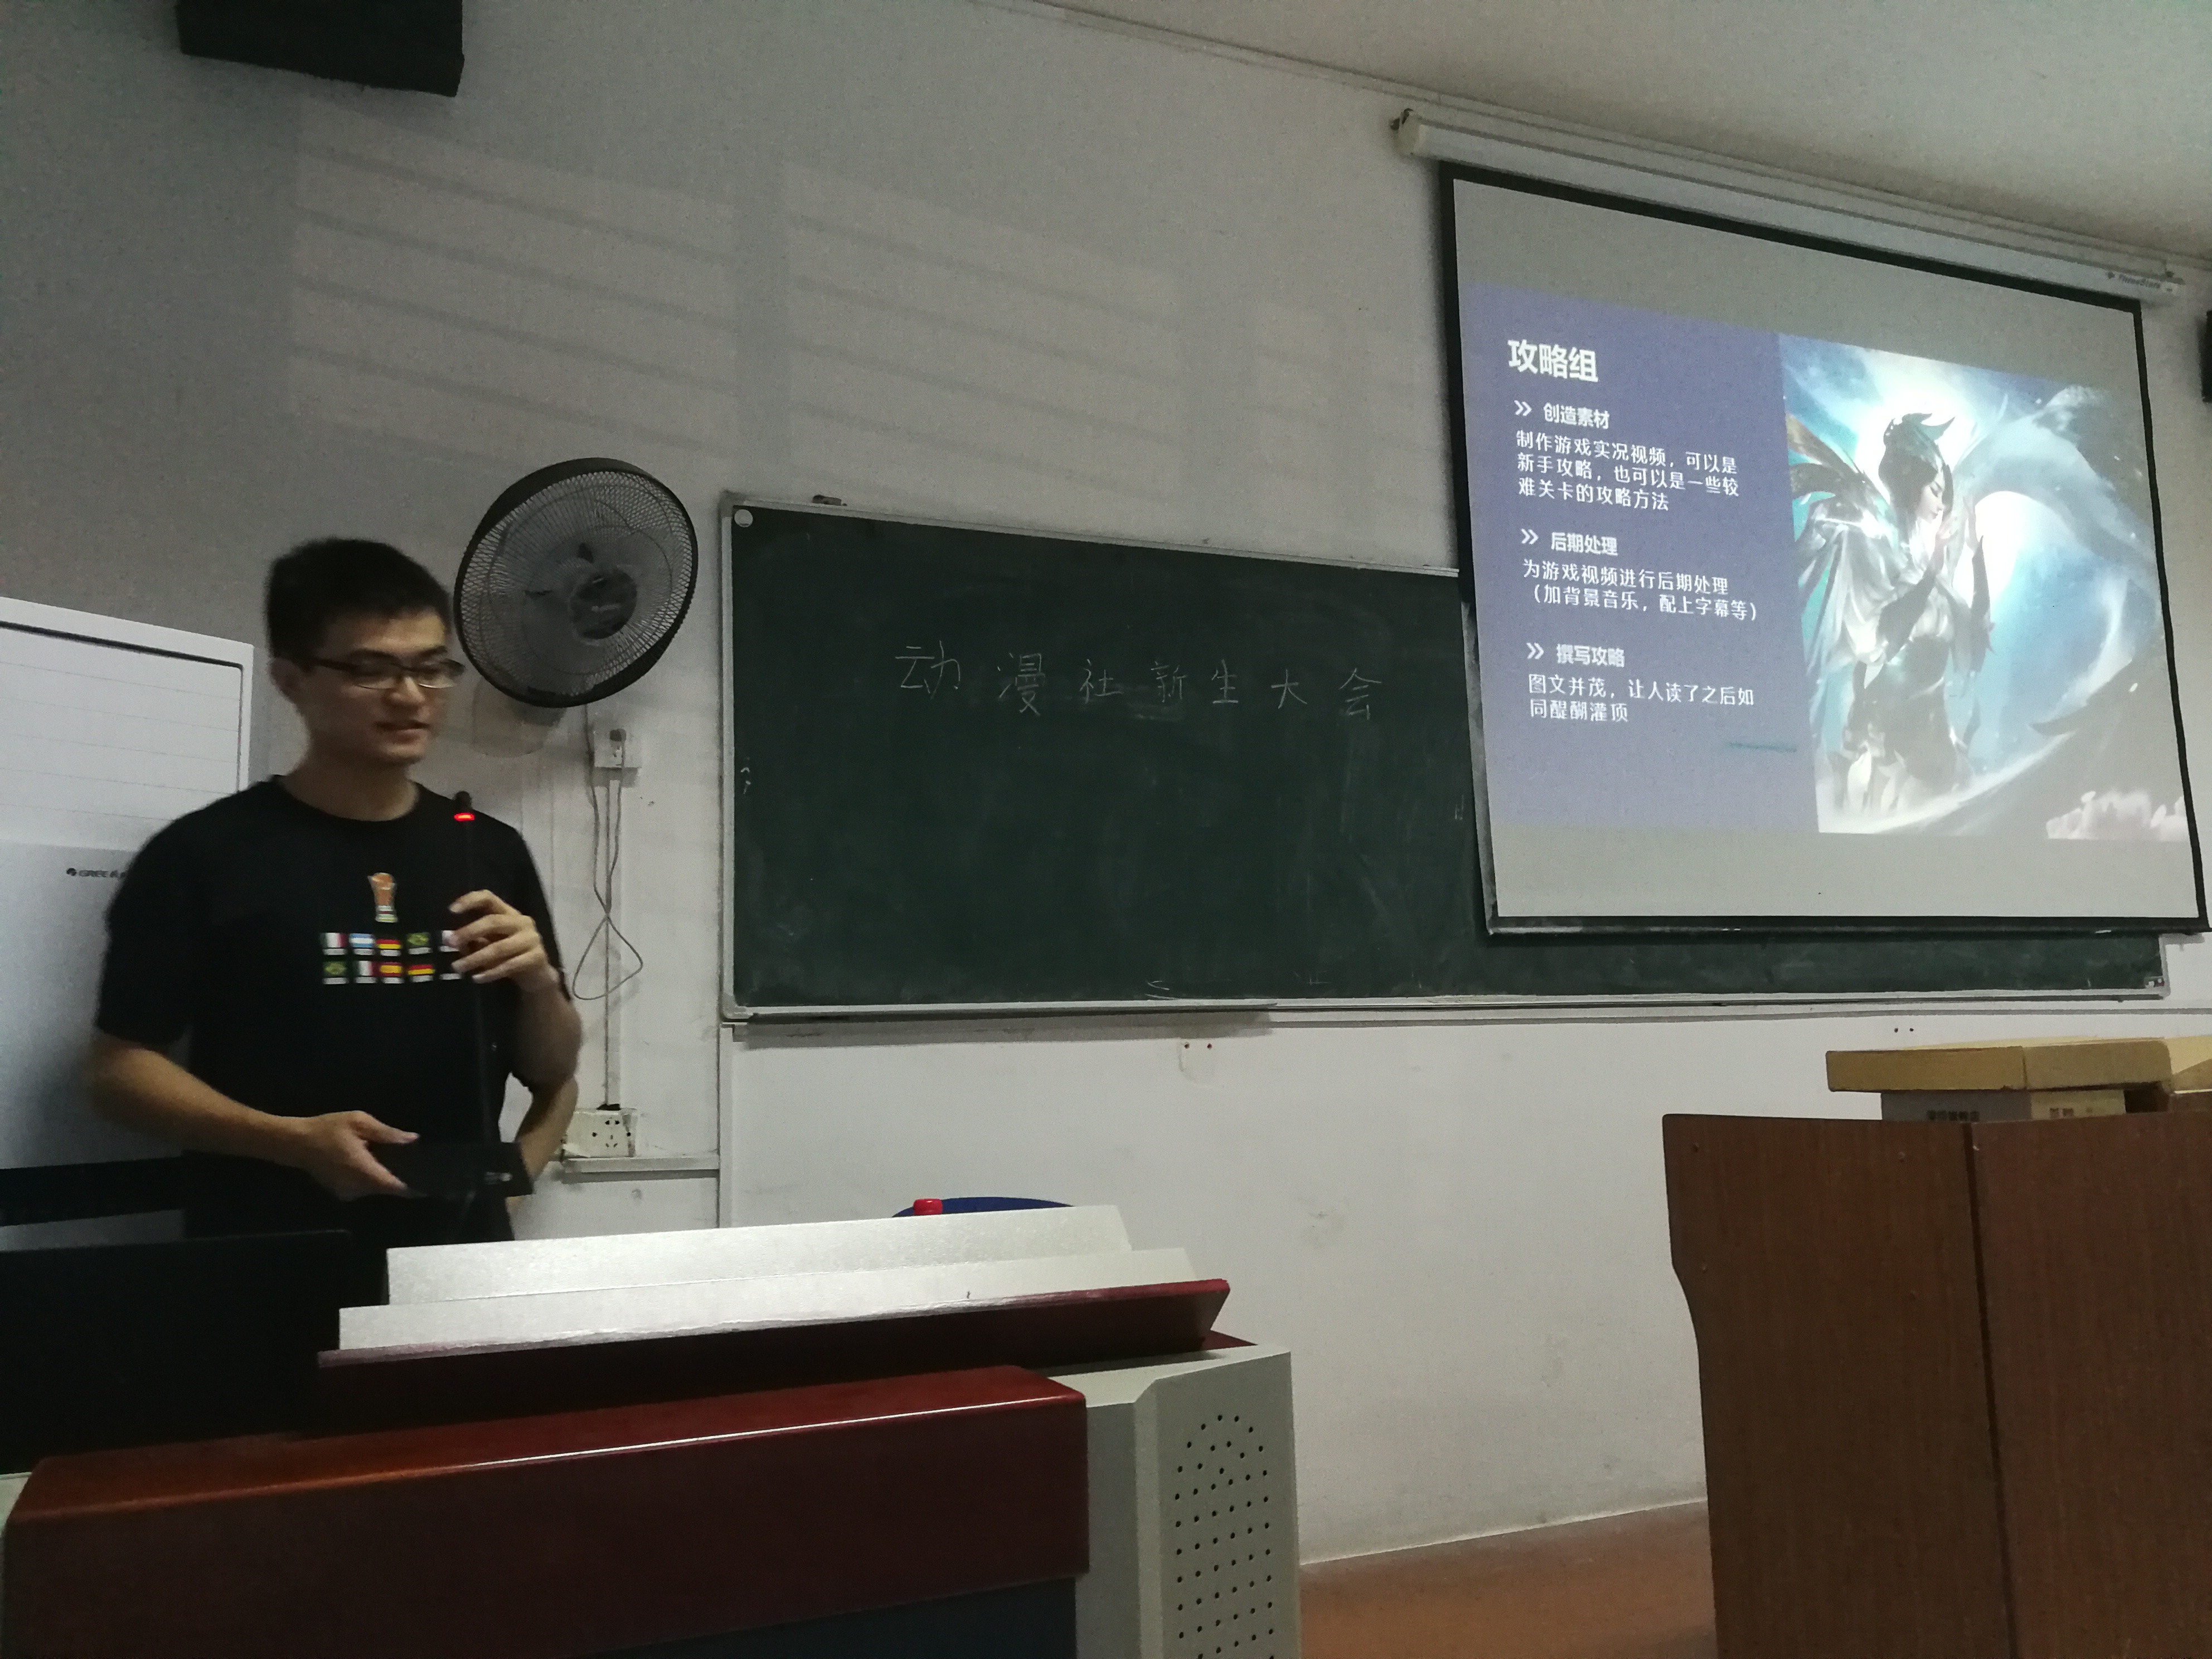 动漫社新生大会
攻略组
>> 创造素材
制作游戏实况视频，可以是
新手攻略，也可以是一些较
难关卡的攻略方法
>> 后期处理
为游戏视频进行后期处理
（加背景音乐，配上字幕等）
>> 撰写攻略
图文并茂，让人读了之后如
同醍醐灌顶
GREE